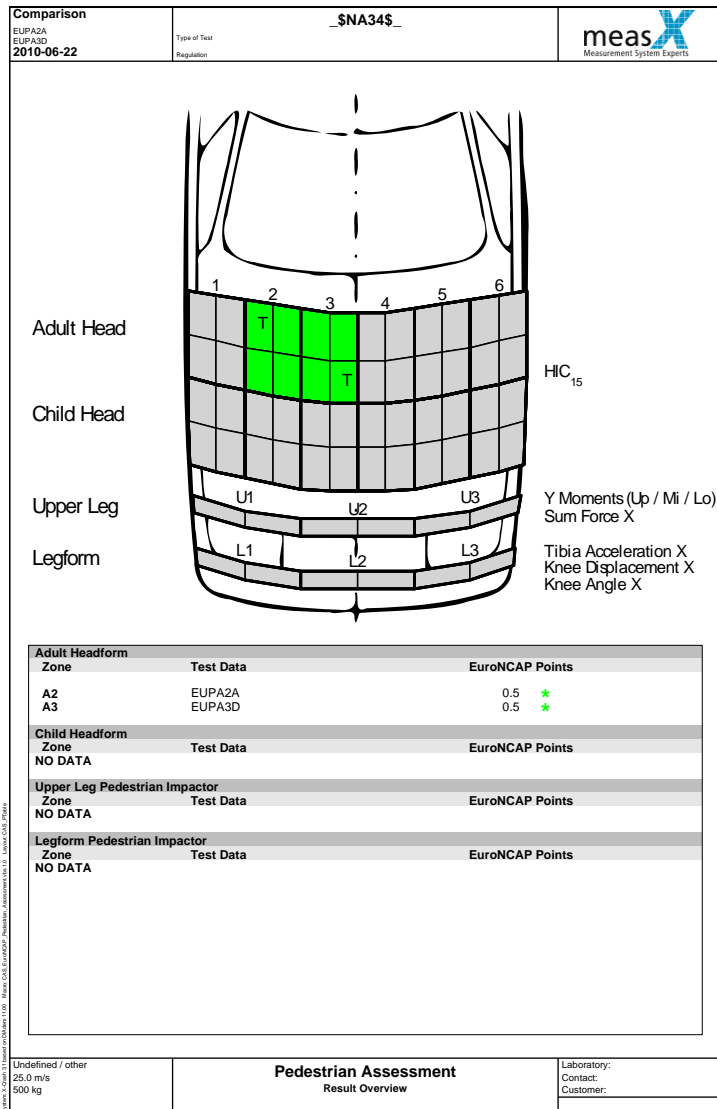 Comparison
EUPA2A
EUPA3D
2010-06-22
_$NA34$_
Type of Test
Regulation
measX
Measurement System Experts
1
2
3
4
5
6
Adult Head
T
T
HIC15
Child Head
Upper Leg
U1
U2
U3
Y Moments (Up / Mi / Lo)
Sum Force X
Legform
L1
L2
L3
Tibia Acceleration X
Knee Displacement X
Knee Angle X
Adult Headform
Zone Test Data EuroNCAP Points
A2 EUPA2A 0.5 *
A3 EUPA3D 0.5 *
Child Headform
Zone Test Data EuroNCAP Points
NO DATA
Upper Leg Pedestrian Impactor
Zone Test Data EuroNCAP Points
NO DATA
Legform Pedestrian Impactor
Zone Test Data EuroNCAP Points
NO DATA
Undefined / other
25.0 m/s
500 kg
Pedestrian Assessment
Result Overview
Laboratory:
Contact:
Customer: